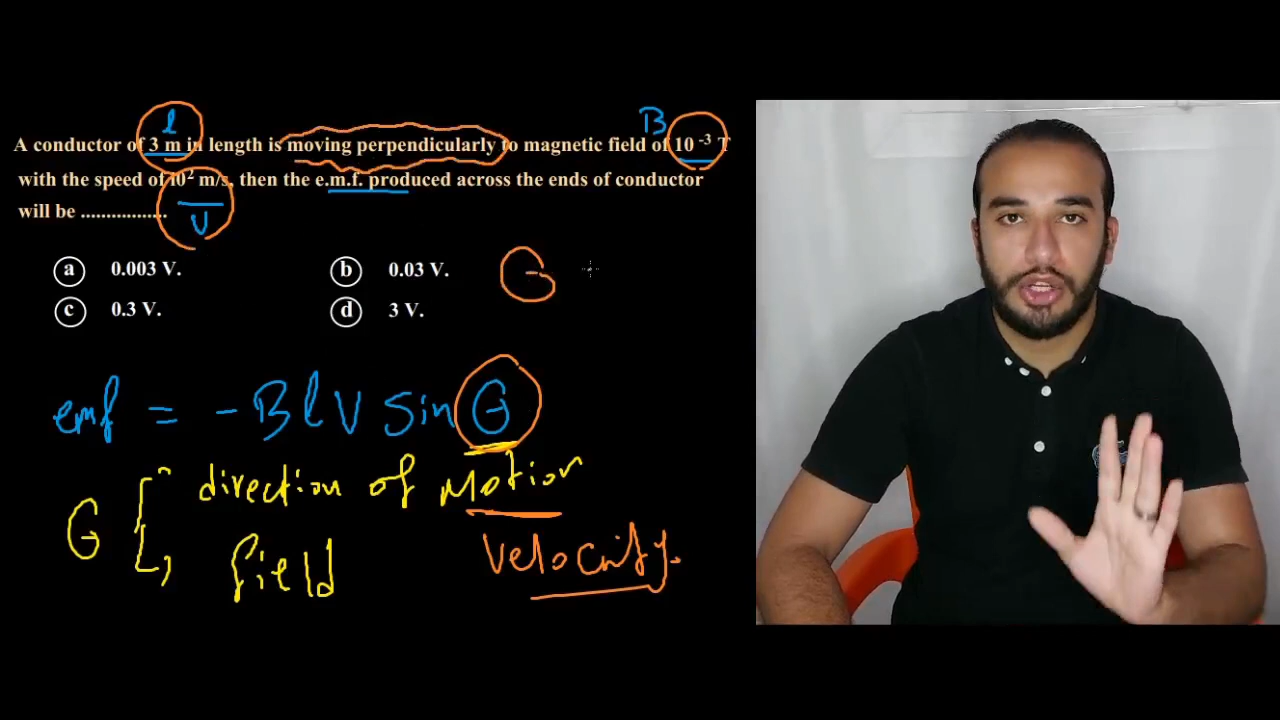 l
B
A conductor of 3 m in length is moving perpendicularly to magnetic field of 10 -3 T
with the speed of 10² m/s, then the e.m.f. produced across the ends of conductor
will be .................
V
a 0.003 V. b 0.03 V.
c 0.3 V. d 3 V.
θ
emf = - B l V Sin θ
θ direction of Motion
field
Velocity.